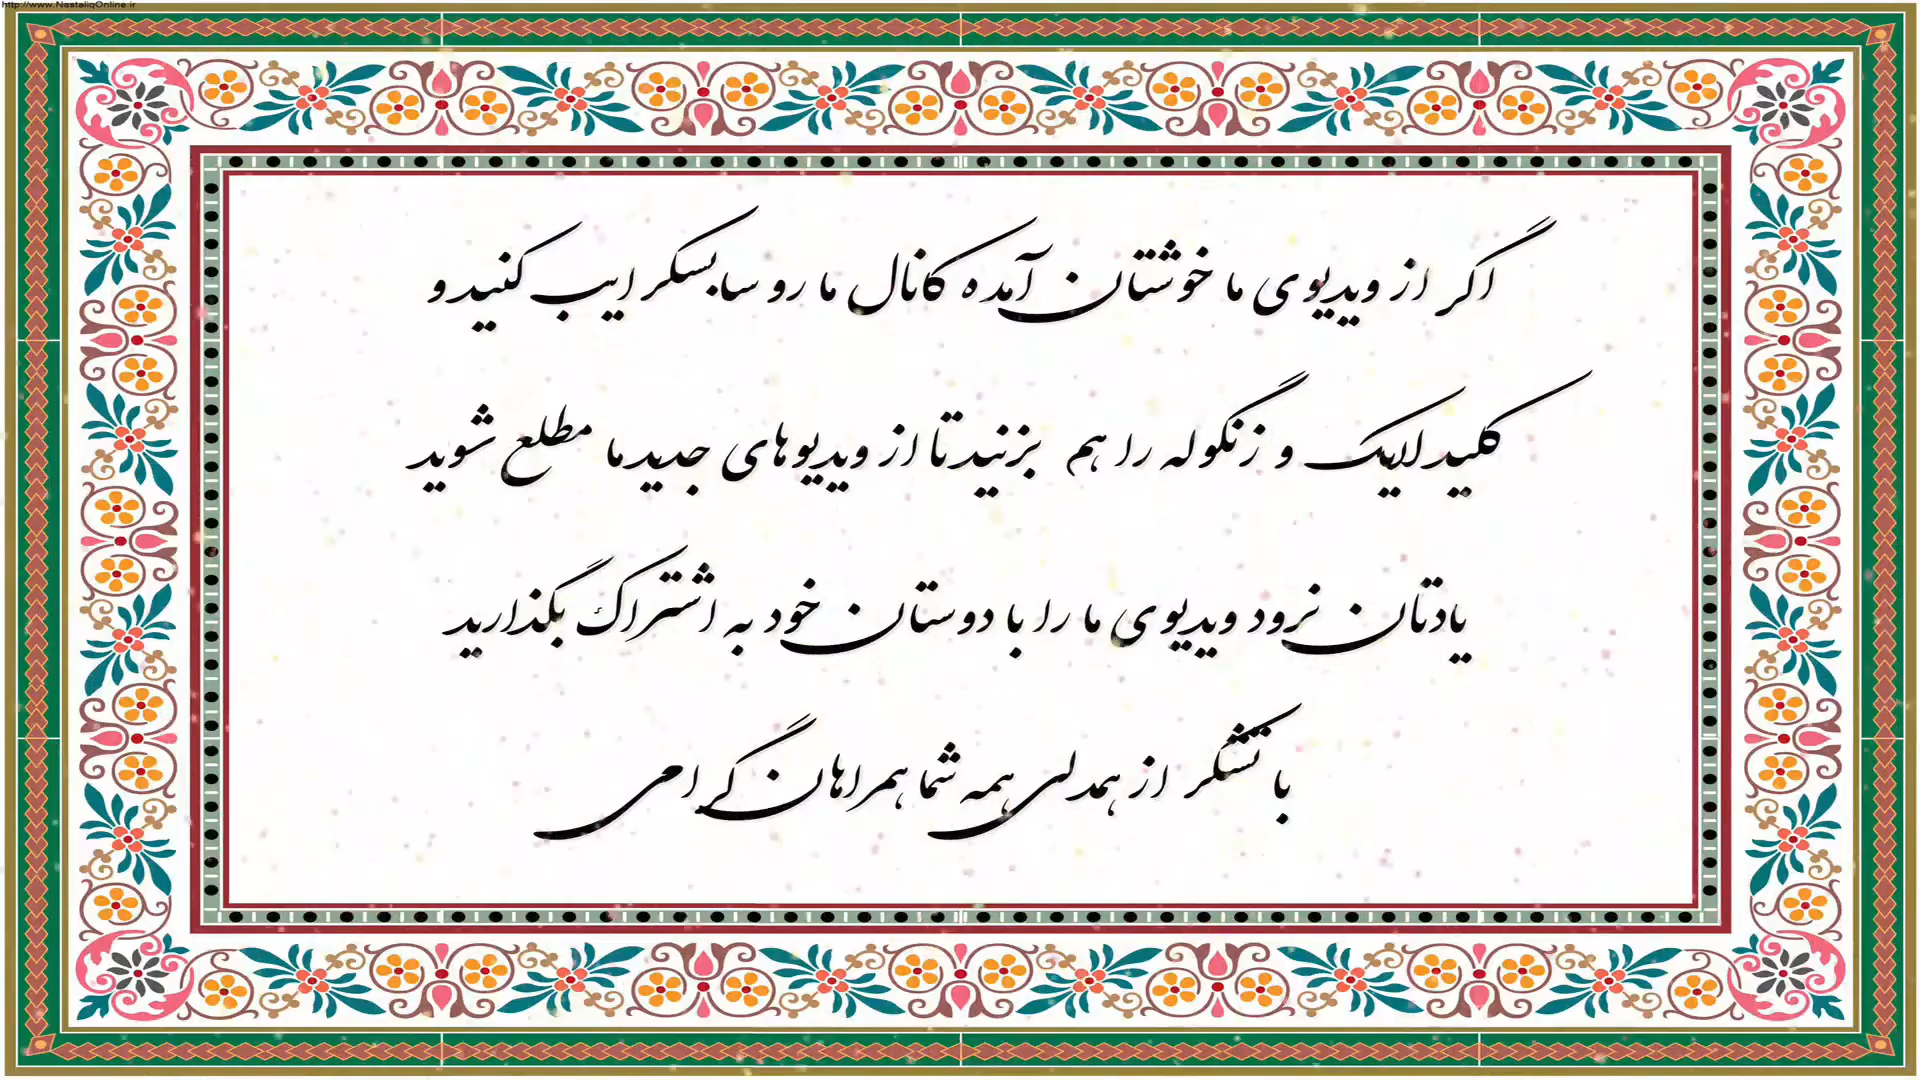 http://www.NastaliqOnline.ir
اگر از ویدیوی ما خوشتان آمده کانال ما رو سابسکرایب کنید و
کلید لایک و زنگوله را هم بزنید تا از ویدیوهای جدید ما مطلع شوید
یادتان نرود ویدیوی ما را با دوستان خود به اشتراک بگذارید
با تشکر از همدلی همه شما همراهان گرامی